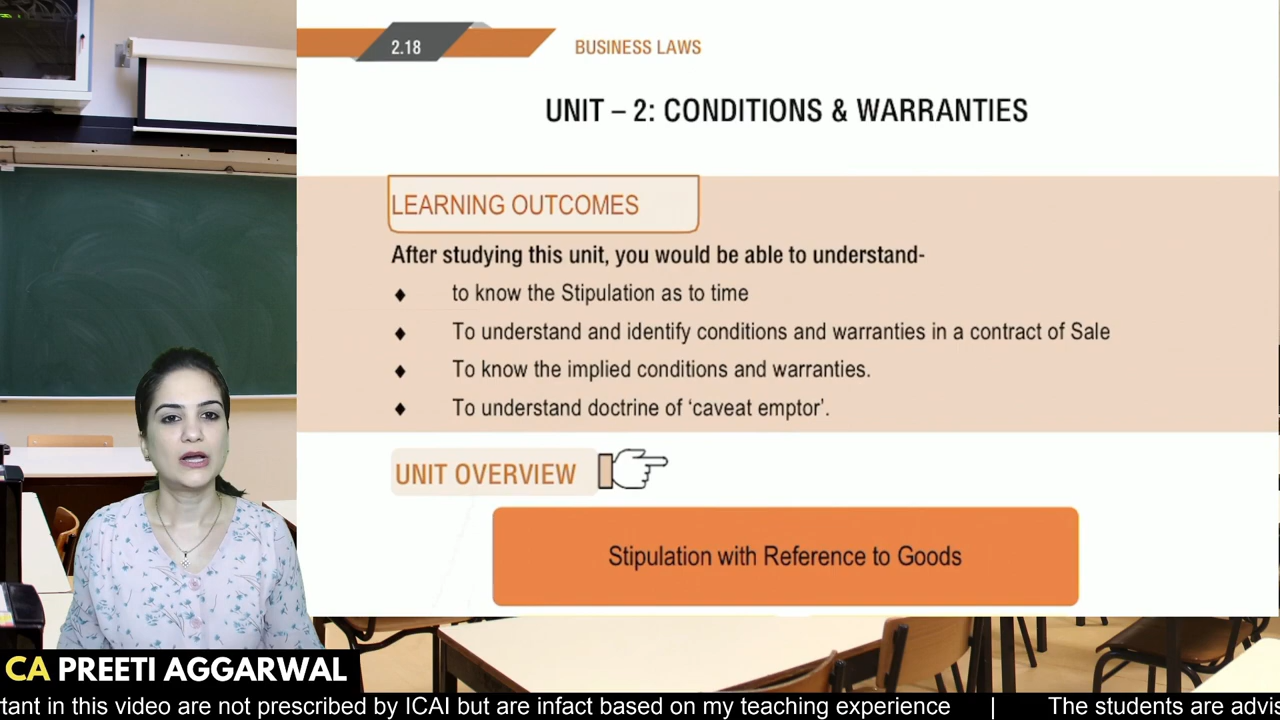 2.18
BUSINESS LAWS
UNIT – 2: CONDITIONS & WARRANTIES
LEARNING OUTCOMES
After studying this unit, you would be able to understand-
♦ to know the Stipulation as to time
♦ To understand and identify conditions and warranties in a contract of Sale
♦ To know the implied conditions and warranties.
♦ To understand doctrine of ‘caveat emptor’.
UNIT OVERVIEW
Stipulation with Reference to Goods
CA PREETI AGGARWAL
tant in this video are not prescribed by ICAI but are infact based on my teaching experience | The students are advis